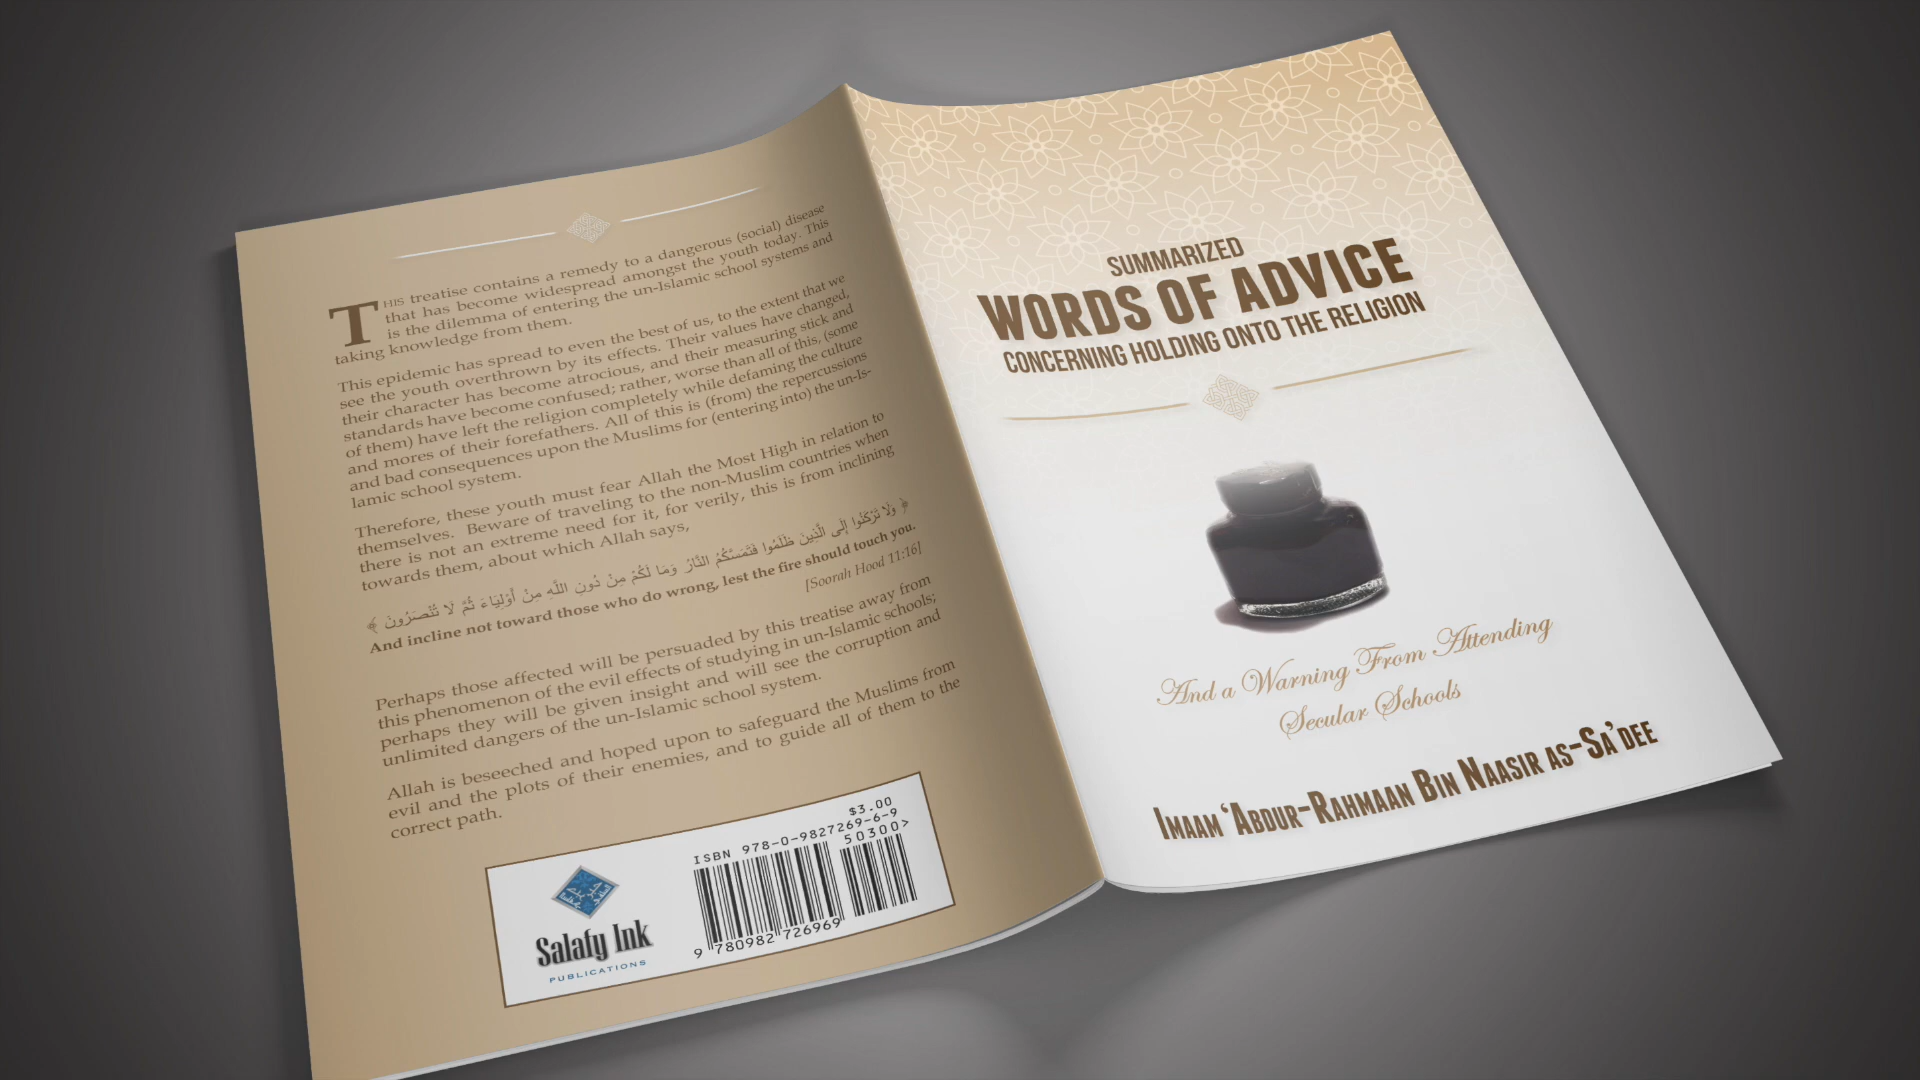 THIS treatise contains a remedy to a dangerous (social) disease
that has become widespread amongst the youth today. This
is the dilemma of entering the un-Islamic school systems and
taking knowledge from them.
This epidemic has spread to even the best of us, to the extent that we
see the youth overthrown by its effects. Their values have changed,
their character has become atrocious, and their measuring stick and
standards have become confused; rather, worse than all of this, (some
of them) have left the religion completely while defaming the culture
and mores of their forefathers. All of this is (from) the repercussions
and bad consequences upon the Muslims for (entering into) the un-Is-
lamic school system.
Therefore, these youth must fear Allah the Most High in relation to
themselves. Beware of traveling to the non-Muslim countries when
there is not an extreme need for it, for verily, this is from inclining
towards them, about which Allah says,
﴿ وَلَا تَرْكَنُوا إِلَى الَّذِينَ ظَلَمُوا فَتَمَسَّكُمُ النَّارُ وَمَا لَكُمْ مِنْ دُونِ اللَّهِ مِنْ أَوْلِيَاءَ ثُمَّ لَا تُنْصَرُونَ ﴾
And incline not toward those who do wrong, lest the fire should touch you.
[Soorah Hood 11:16]
Perhaps those affected will be persuaded by this treatise away from
this phenomenon of the evil effects of studying in un-Islamic schools;
perhaps they will be given insight and will see the corruption and
unlimited dangers of the un-Islamic school system.
Allah is beseeched and hoped upon to safeguard the Muslims from
evil and the plots of their enemies, and to guide all of them to the
correct path.
Salafy Ink
PUBLICATIONS
$3.00
ISBN 978-0-9827269-6-9
50300>
9 780982 726969
SUMMARIZED
WORDS OF ADVICE
CONCERNING HOLDING ONTO THE RELIGION
And a Warning From Attending
Secular Schools
IMAAM 'ABDUR-RAHMAAN BIN NAASIR AS-SA'DEE